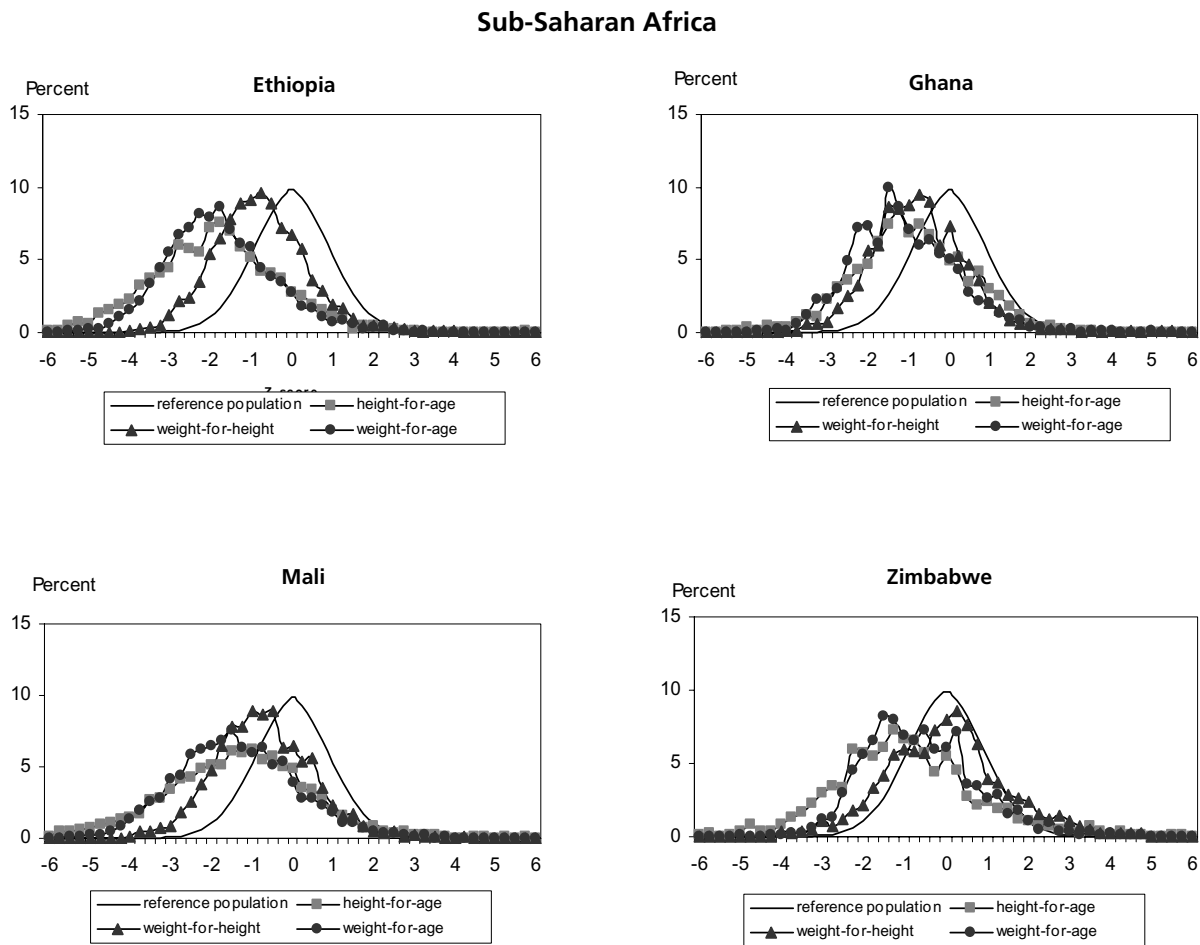 Sub-Saharan Africa
Percent
Ethiopia
15
10
5
0
-6 -5 -4 -3 -2 -1 0 1 2 3 4 5 6
reference population height-for-age
weight-for-height weight-for-age
Percent
Ghana
15
10
5
0
-6 -5 -4 -3 -2 -1 0 1 2 3 4 5 6
reference population height-for-age
weight-for-height weight-for-age
Percent
Mali
15
10
5
0
-6 -5 -4 -3 -2 -1 0 1 2 3 4 5 6
reference population height-for-age
weight-for-height weight-for-age
Percent
Zimbabwe
15
10
5
0
-6 -5 -4 -3 -2 -1 0 1 2 3 4 5 6
reference population height-for-age
weight-for-height weight-for-age